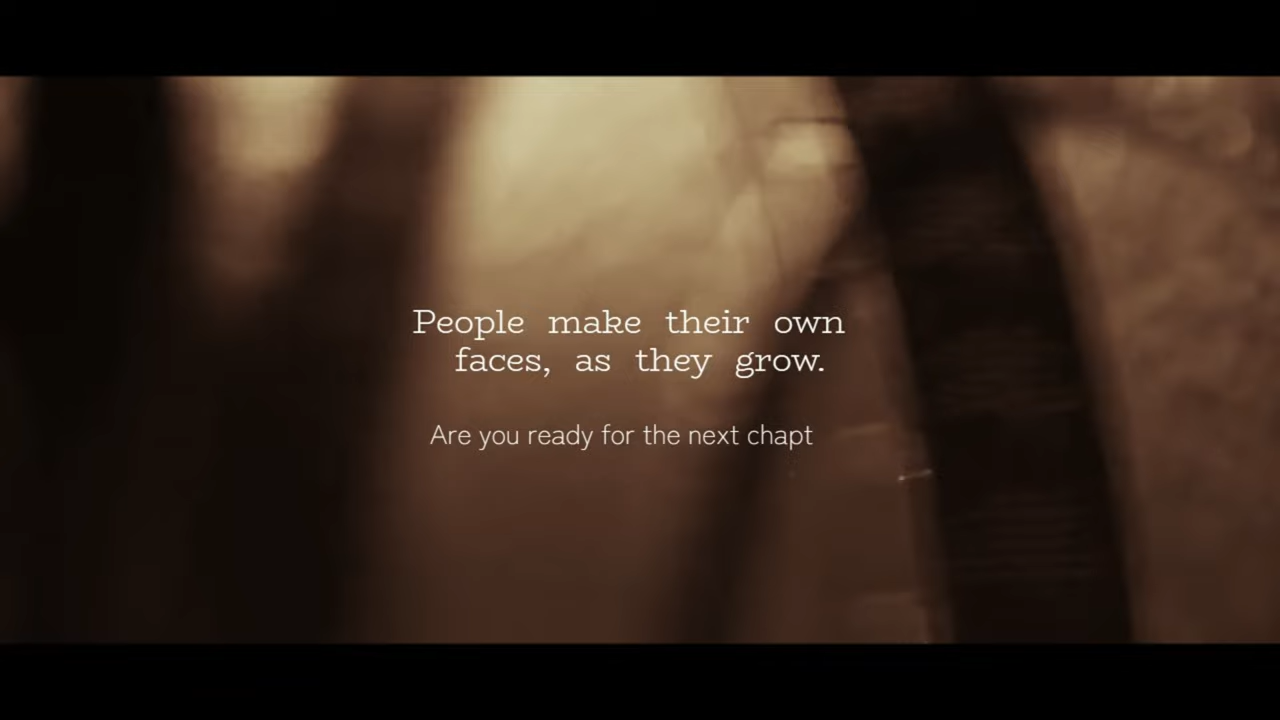 People make their own
faces, as they grow.
Are you ready for the next chapt